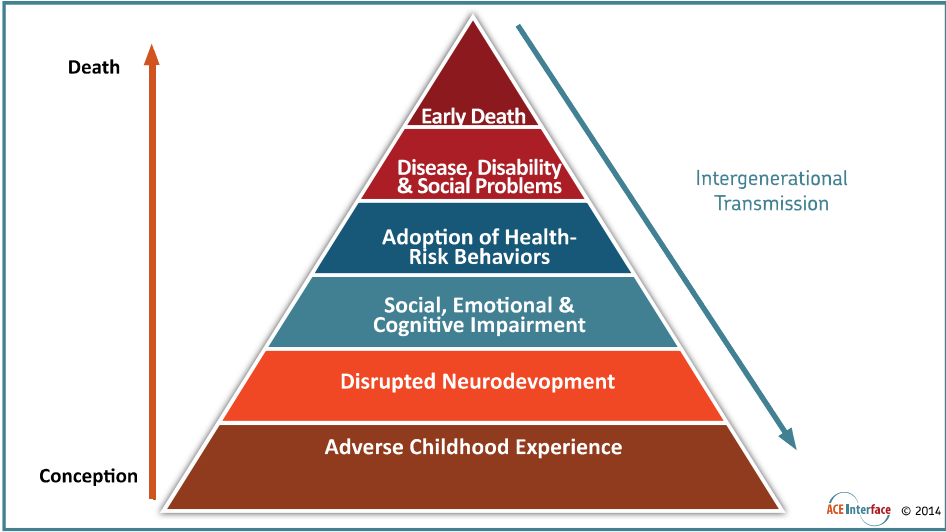 Death
Early Death
Disease, Disability
& Social Problems
Intergenerational
Transmission
Adoption of Health-
Risk Behaviors
Social, Emotional &
Cognitive Impairment
Disrupted Neurodevopment
Adverse Childhood Experience
Conception
ACE Interface © 2014